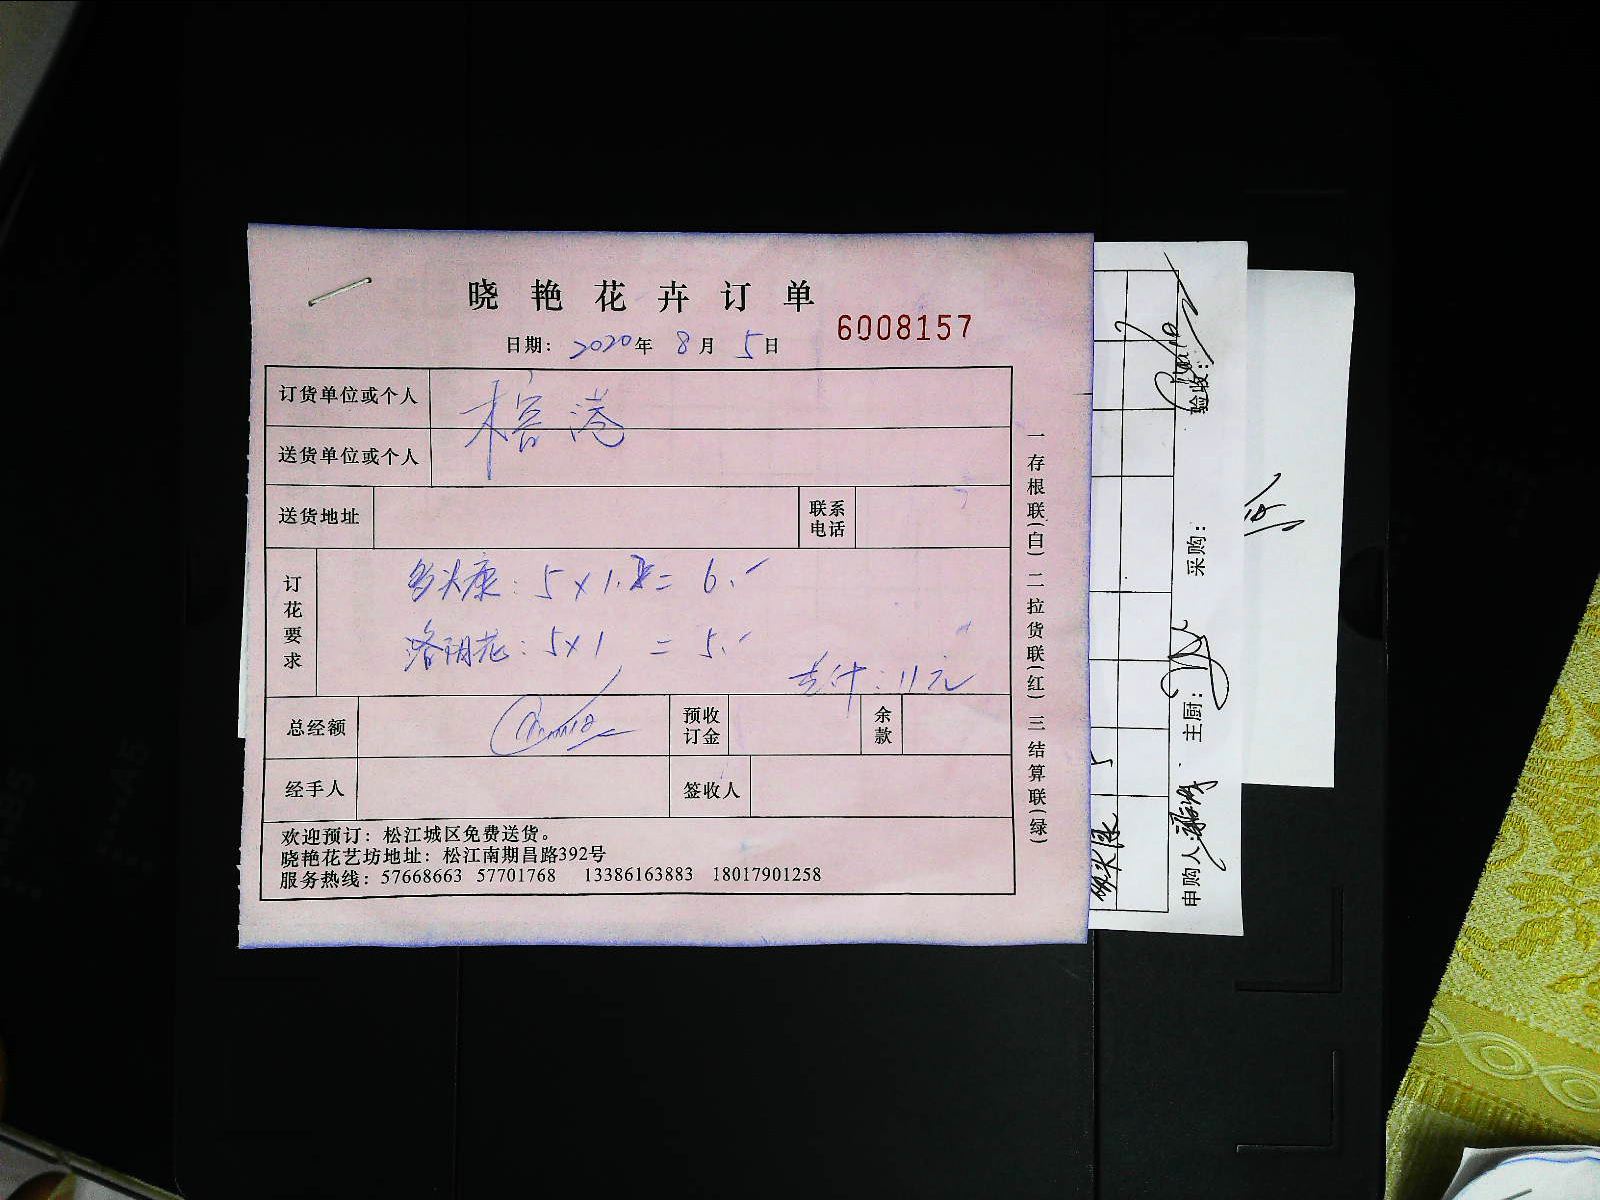 晓艳花卉订单
6008157
日期: 2020年 8月 5日
订货单位或个人 榕港
送货单位或个人
送货地址 联系电话
订花要求
多头康: 5×1.2= 6.-
洛阴花: 5×1 = 5.-
共计: 11元
总经额 预收订金 余款
经手人 签收人
欢迎预订: 松江城区免费送货。
晓艳花艺坊地址: 松江南期昌路392号
服务热线: 57668663 57701768 13386163883 18017901258
一存根联(白) 二拉货联(红) 三结算联(绿)
申购人: 主厨: 采购: 验收: